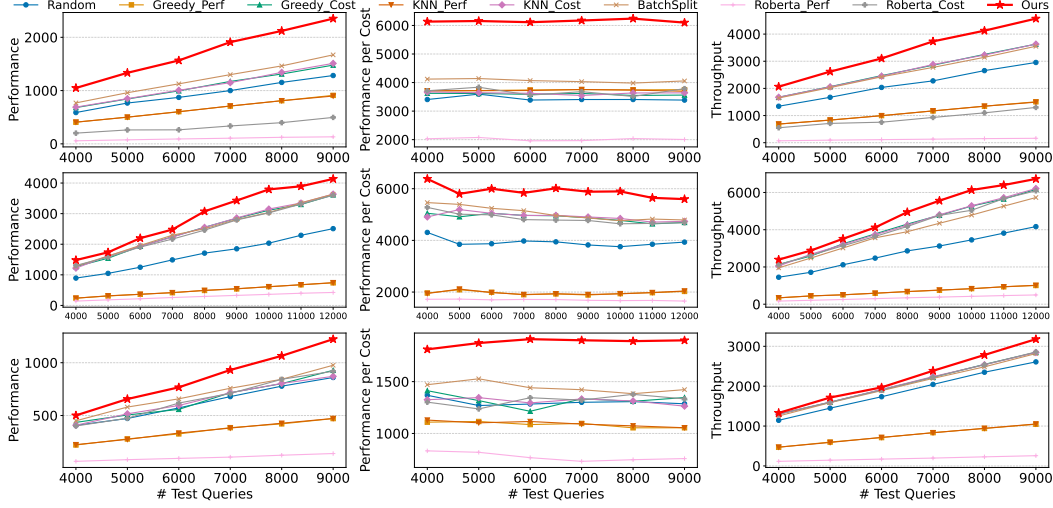 Random Greedy_Perf Greedy_Cost KNN_Perf KNN_Cost BatchSplit Roberta_Perf Roberta_Cost Ours
Performance
2000
1000
0
4000 5000 6000 7000 8000 9000
Performance per Cost
6000
5000
4000
3000
2000
4000 5000 6000 7000 8000 9000
Throughput
4000
3000
2000
1000
0
4000 5000 6000 7000 8000 9000
Performance
4000
3000
2000
1000
0
4000 5000 6000 7000 8000 9000 10000 11000 12000
Performance per Cost
6000
4000
2000
4000 5000 6000 7000 8000 9000 10000 11000 12000
Throughput
6000
4000
2000
0
4000 5000 6000 7000 8000 9000 10000 11000 12000
Performance
1000
500
4000 5000 6000 7000 8000 9000
# Test Queries
Performance per Cost
1500
1000
4000 5000 6000 7000 8000 9000
# Test Queries
Throughput
3000
2000
1000
0
4000 5000 6000 7000 8000 9000
# Test Queries